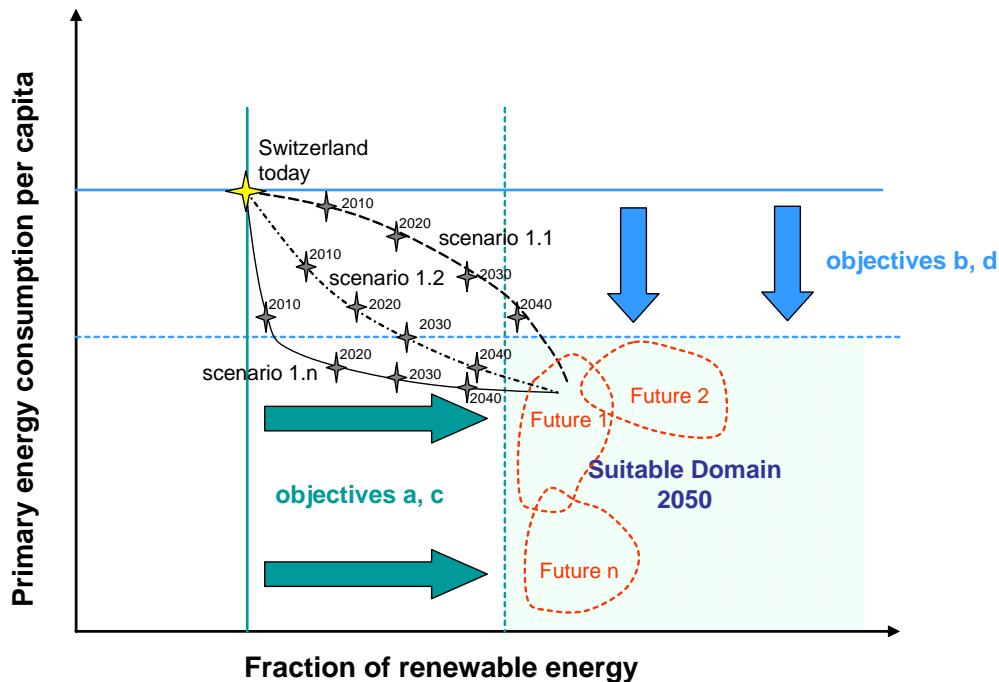 Primary energy consumption per capita
Switzerland
today
2010
2020
scenario 1.1
2010
scenario 1.2
2030
objectives b, d
2010
2020
2040
2030
scenario 1.n
2020
2040
2030
2040
Future 1
Future 2
Suitable Domain
2050
objectives a, c
Future n
Fraction of renewable energy